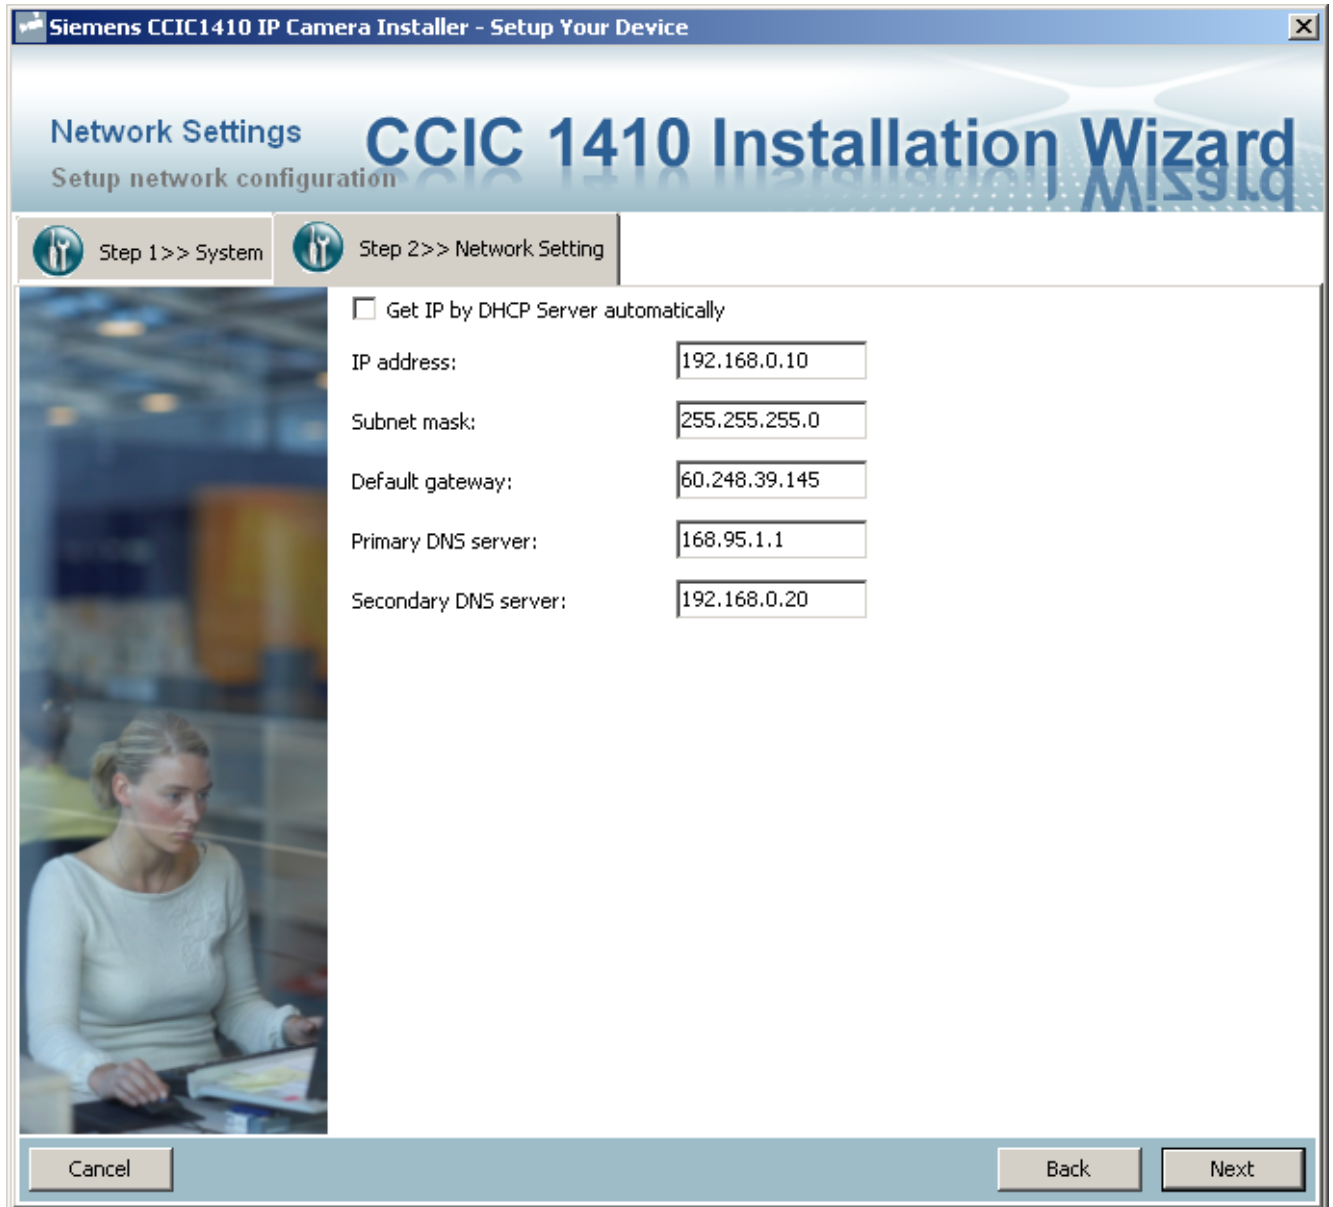 Siemens CCIC1410 IP Camera Installer - Setup Your Device
Network Settings
CCIC 1410 Installation Wizard
Setup network configuration
Step 1>> System
Step 2>> Network Setting
Get IP by DHCP Server automatically
IP address: 192.168.0.10
Subnet mask: 255.255.255.0
Default gateway: 60.248.39.145
Primary DNS server: 168.95.1.1
Secondary DNS server: 192.168.0.20
Cancel Back Next